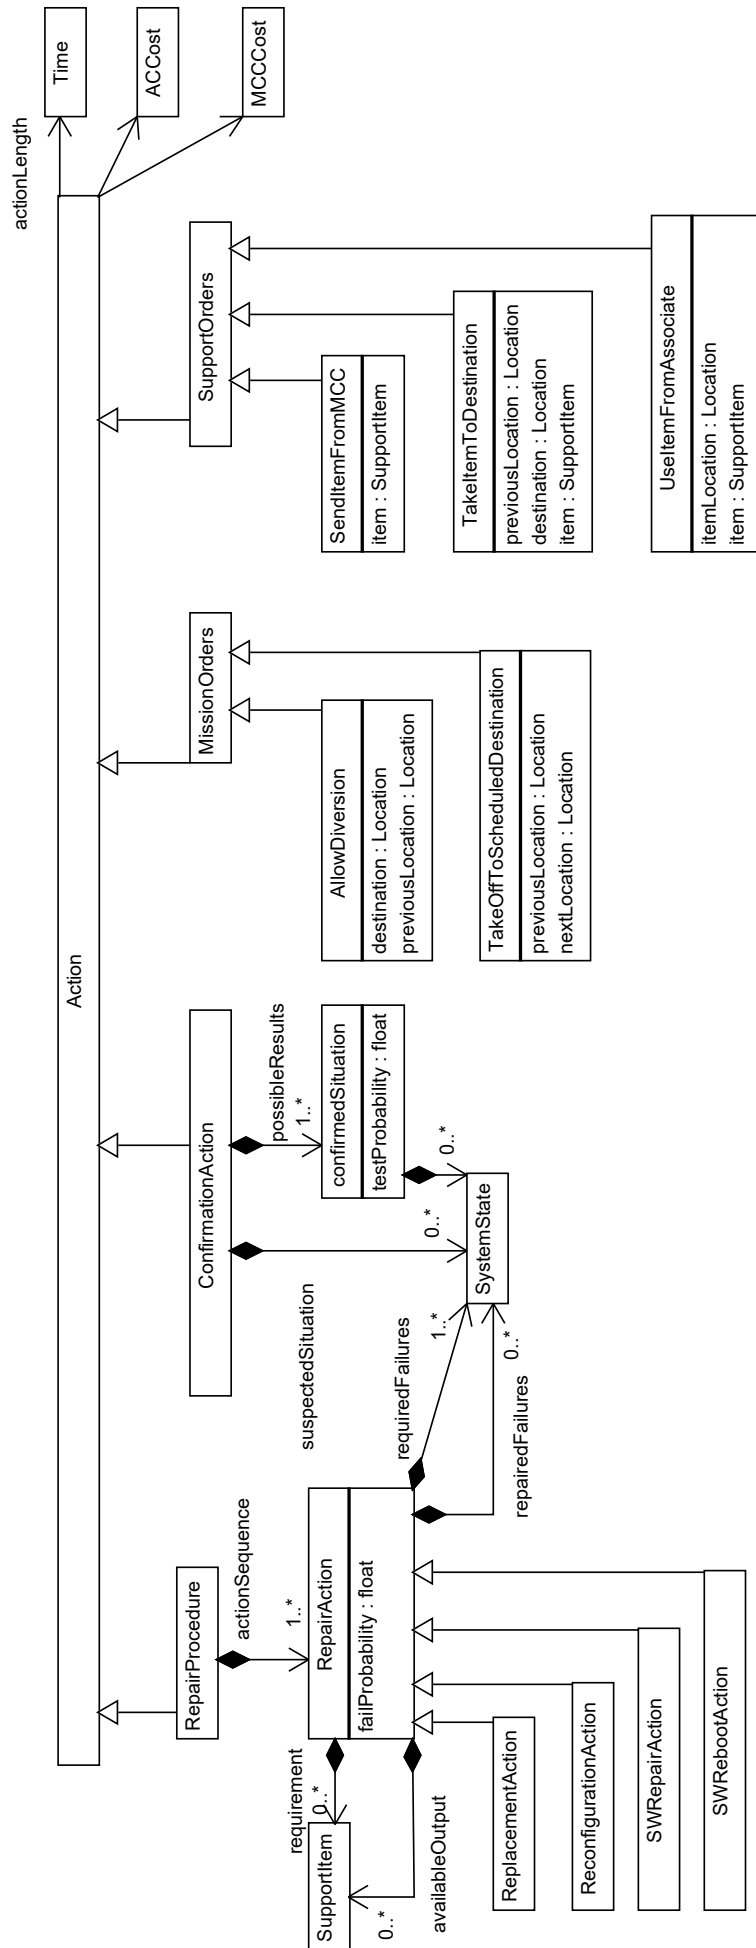 actionLength
Time
ACCost
MCCCost
Action
RepairProcedure
ConfirmationAction
MissionOrders
SupportOrders
actionSequence
1..*
possibleResults
1..*
suspectedSituation
0..*
requirement
0..*
SupportItem
0..*
availableOutput
RepairAction
failProbability : float
confirmedSituation
testProbability : float
0..*
requiredFailures
1..*
SystemState
0..*
repairedFailures
AllowDiversion
destination : Location
previousLocation : Location
TakeOffToScheduledDestination
previousLocation : Location
nextLocation : Location
SendItemFromMCC
item : SupportItem
TakeItemToDestination
previousLocation : Location
destination : Location
item : SupportItem
UseItemFromAssociate
itemLocation : Location
item : SupportItem
ReplacementAction
ReconfigurationAction
SWRepairAction
SWRebootAction